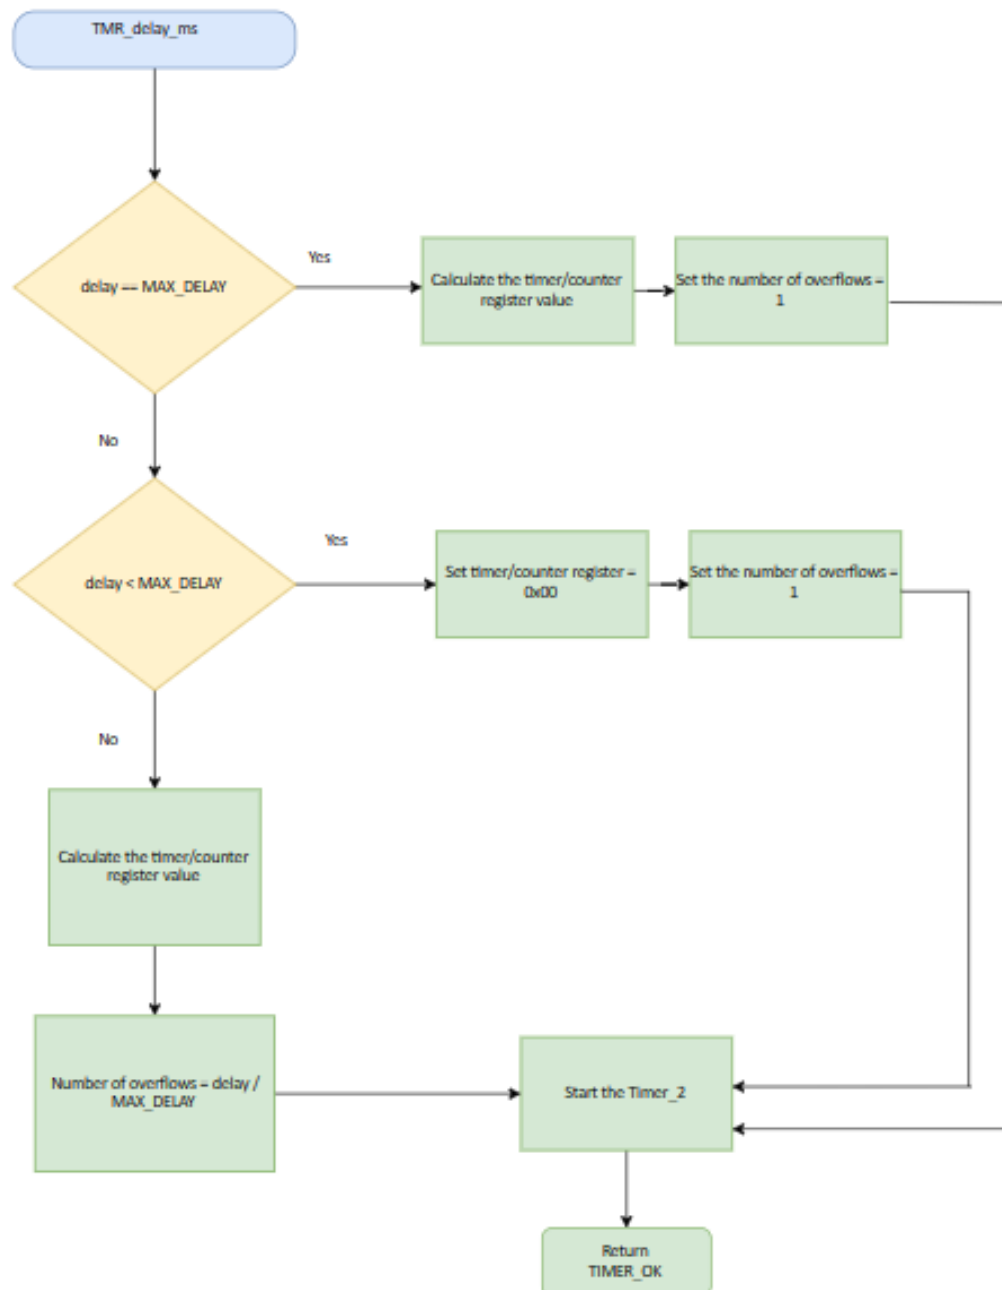 TMR_delay_ms
delay == MAX_DELAY
Yes
Calculate the timer/counter
register value
Set the number of overflows =
1
No
delay < MAX_DELAY
Yes
Set timer/counter register =
0x00
Set the number of overflows =
1
No
Calculate the timer/counter
register value
Number of overflows = delay /
MAX_DELAY
Start the Timer_2
Return
TIMER_OK